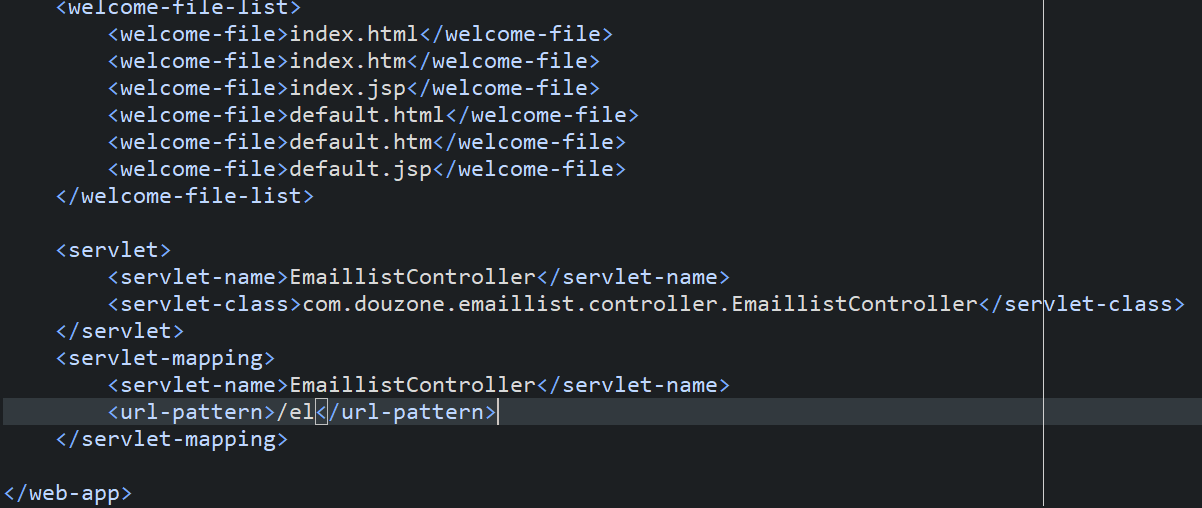 <welcome-file-list>
<welcome-file>index.html</welcome-file>
<welcome-file>index.htm</welcome-file>
<welcome-file>index.jsp</welcome-file>
<welcome-file>default.html</welcome-file>
<welcome-file>default.htm</welcome-file>
<welcome-file>default.jsp</welcome-file>
</welcome-file-list>
<servlet>
<servlet-name>EmaillistController</servlet-name>
<servlet-class>com.douzone.emaillist.controller.EmaillistController</servlet-class>
</servlet>
<servlet-mapping>
<servlet-name>EmaillistController</servlet-name>
<url-pattern>/el</url-pattern>
</servlet-mapping>
</web-app>